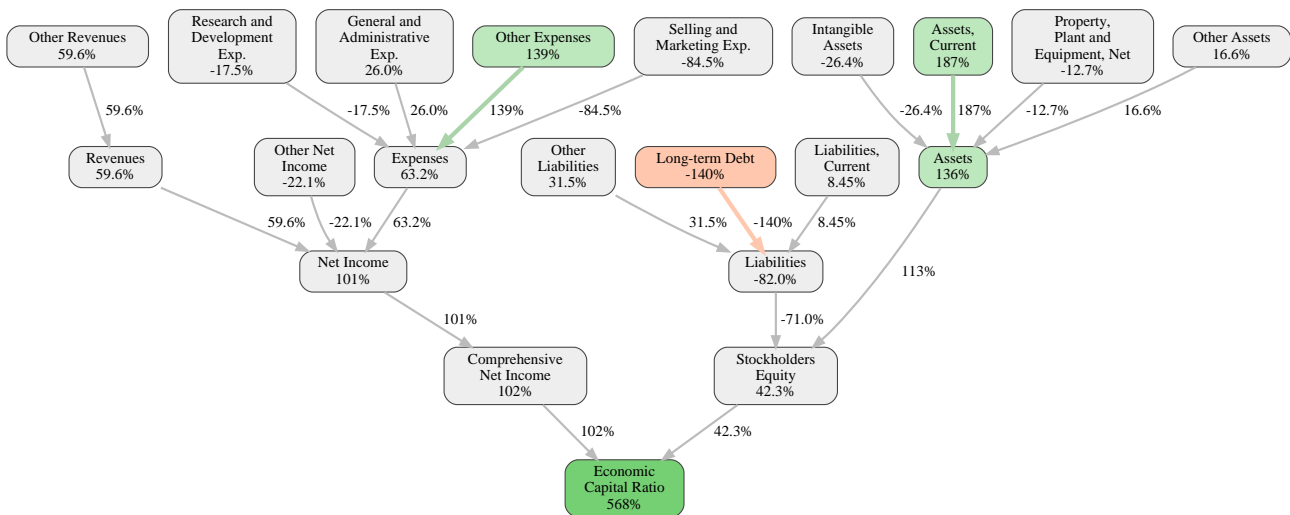 Other Revenues
59.6%
Research and
Development
Exp.
-17.5%
General and
Administrative
Exp.
26.0%
Other Expenses
139%
Selling and
Marketing Exp.
-84.5%
Intangible
Assets
-26.4%
Assets,
Current
187%
Property,
Plant and
Equipment, Net
-12.7%
Other Assets
16.6%
59.6%
-17.5%
26.0%
139%
-84.5%
-26.4%
187%
-12.7%
16.6%
Revenues
59.6%
Other Net
Income
-22.1%
Expenses
63.2%
Other
Liabilities
31.5%
Long-term Debt
-140%
Liabilities,
Current
8.45%
Assets
136%
59.6%
-22.1%
63.2%
31.5%
-140%
8.45%
Net Income
101%
Liabilities
-82.0%
113%
101%
-71.0%
Comprehensive
Net Income
102%
Stockholders
Equity
42.3%
102%
42.3%
Economic
Capital Ratio
568%